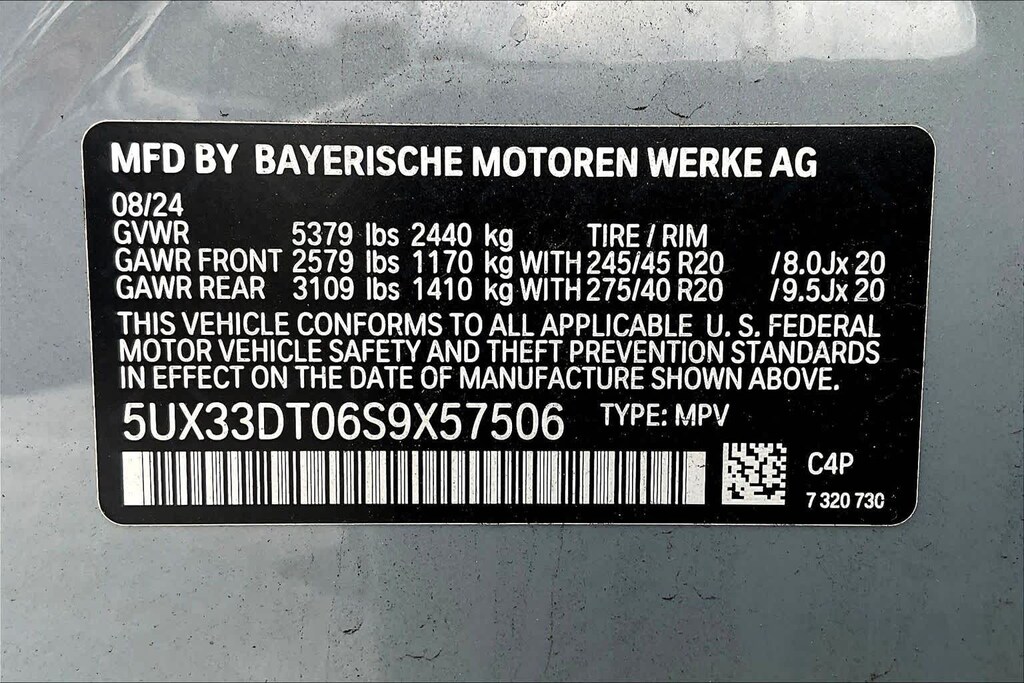 MFD BY BAYERISCHE MOTOREN WERKE AG
08/24
GVWR 5379 lbs 2440 kg TIRE / RIM
GAWR FRONT 2579 lbs 1170 kg WITH 245/45 R20 /8.0Jx 20
GAWR REAR 3109 lbs 1410 kg WITH 275/40 R20 /9.5Jx 20
THIS VEHICLE CONFORMS TO ALL APPLICABLE U. S. FEDERAL
MOTOR VEHICLE SAFETY AND THEFT PREVENTION STANDARDS
IN EFFECT ON THE DATE OF MANUFACTURE SHOWN ABOVE.
5UX33DT06S9X57506 TYPE: MPV
C4P
7 320 730